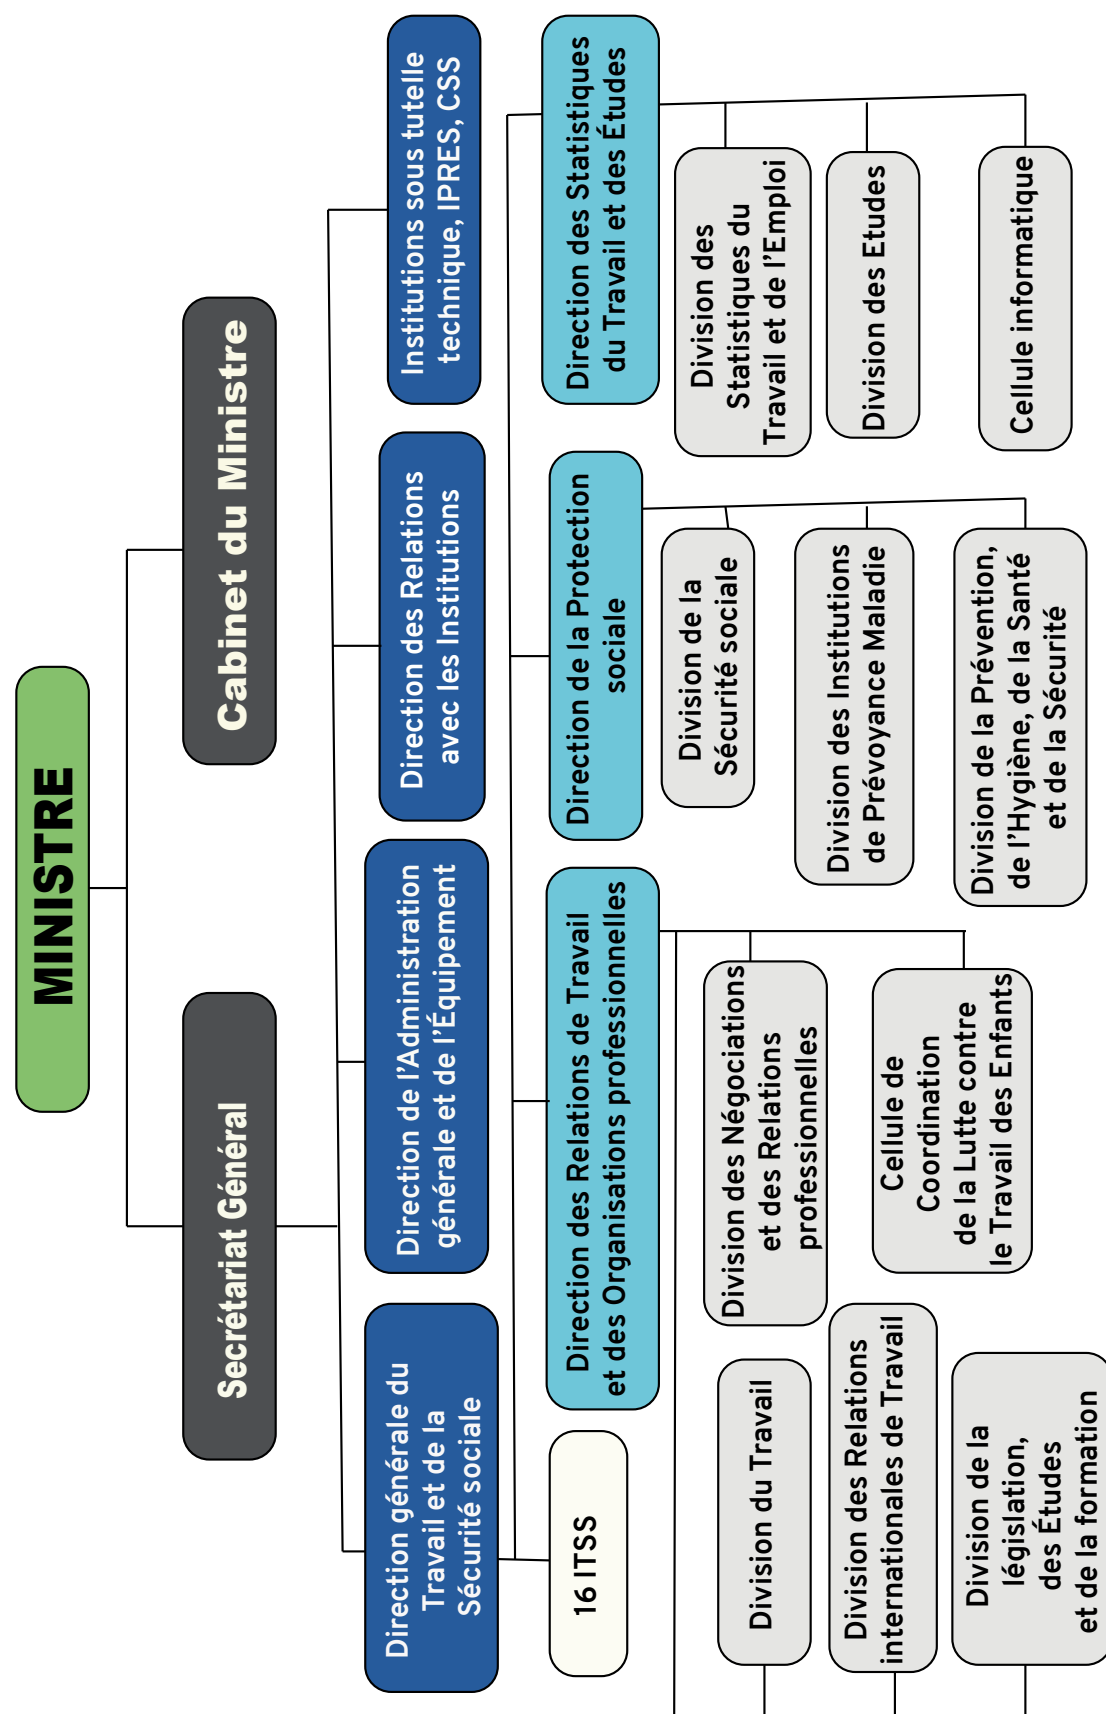 MINISTRE
Secrétariat Général
Cabinet du Ministre
Direction générale du
Travail et de la
Sécurité sociale
Direction de l'Administration
générale et de l'Équipement
Direction des Relations
avec les Institutions
Institutions sous tutelle
technique, IPRES, CSS
16 ITSS
Direction des Relations de Travail
et des Organisations professionnelles
Direction de la Protection
sociale
Direction des Statistiques
du Travail et des Études
Division du Travail
Division des Relations
internationales de Travail
Division de la
législation,
des Études
et de la formation
Division des Négociations
et des Relations
professionnelles
Cellule de
Coordination
de la Lutte contre
le Travail des Enfants
Division de la
Sécurité sociale
Division des Institutions
de Prévoyance Maladie
Division de la Prévention,
de l'Hygiène, de la Santé
et de la Sécurité
Division des
Statistiques du
Travail et de l'Emploi
Division des Etudes
Cellule informatique